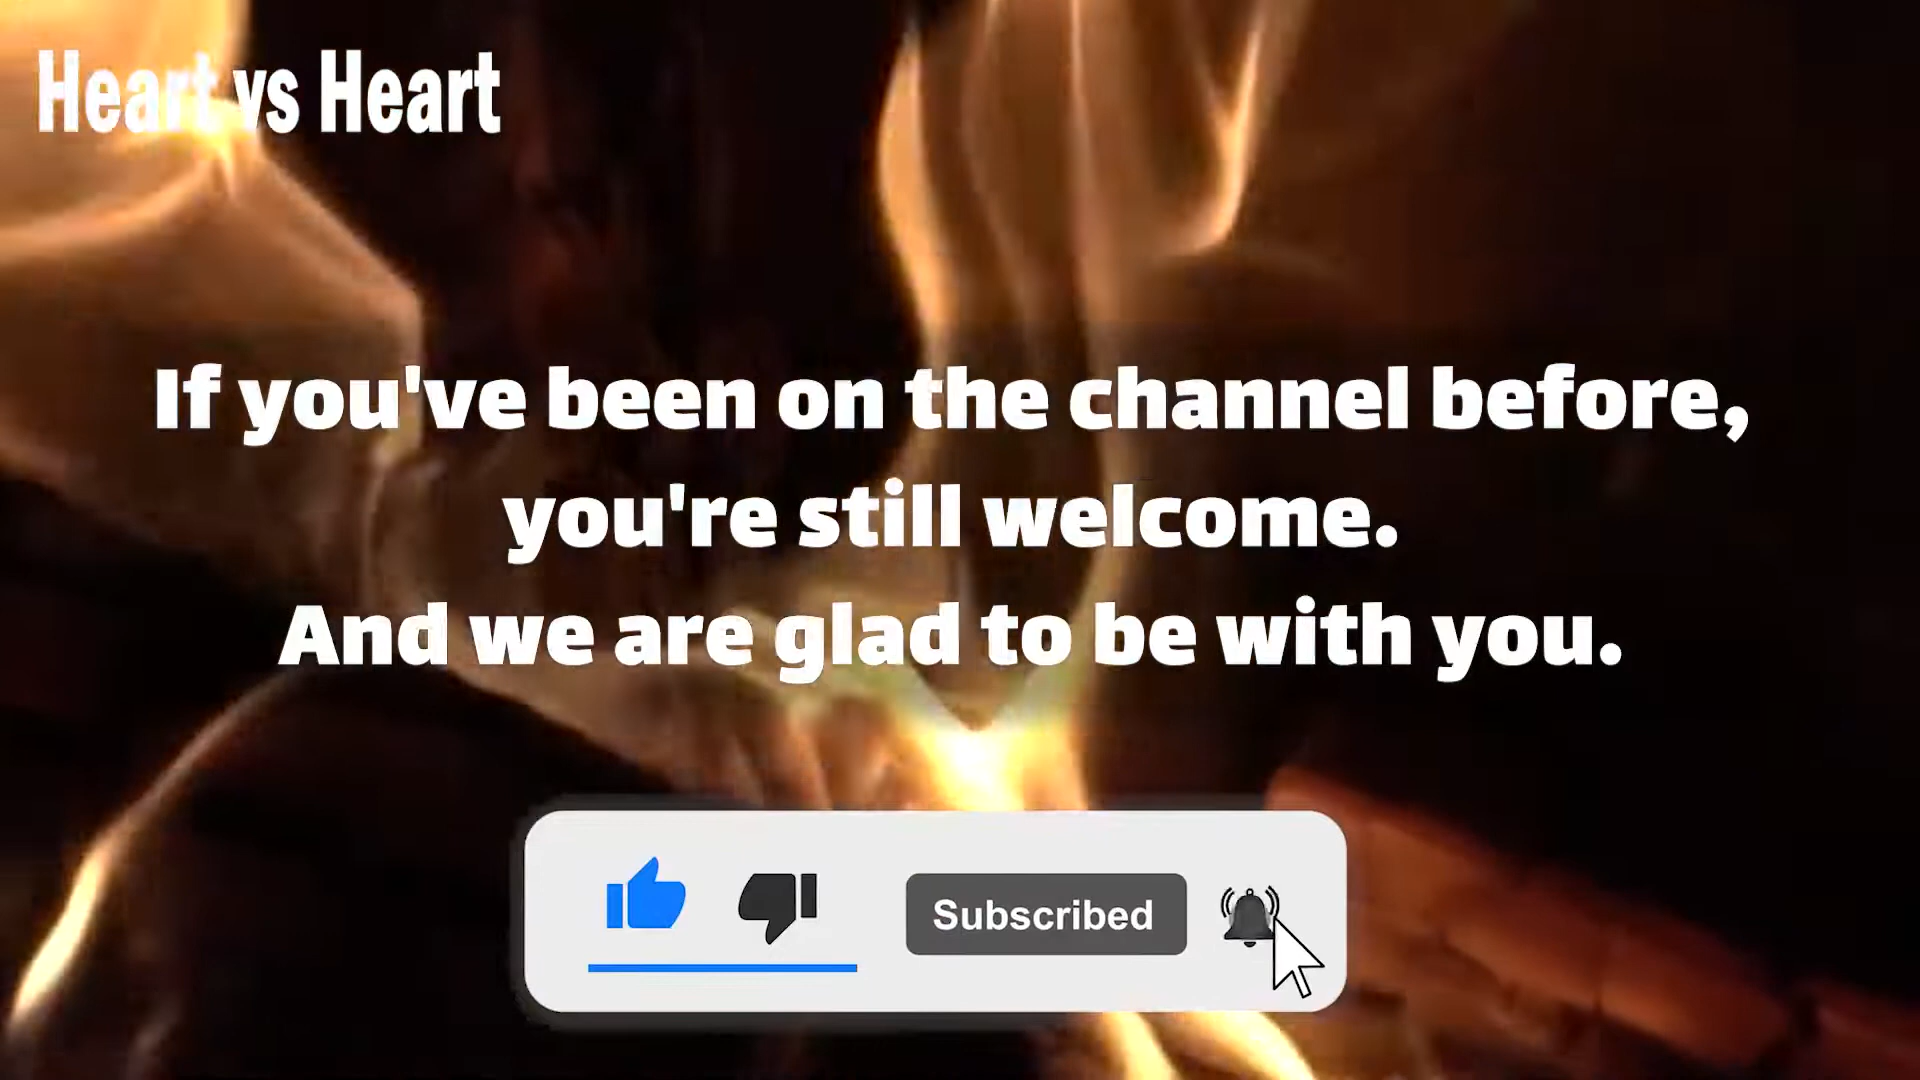 Heart vs Heart
If you've been on the channel before,
you're still welcome.
And we are glad to be with you.
Subscribed